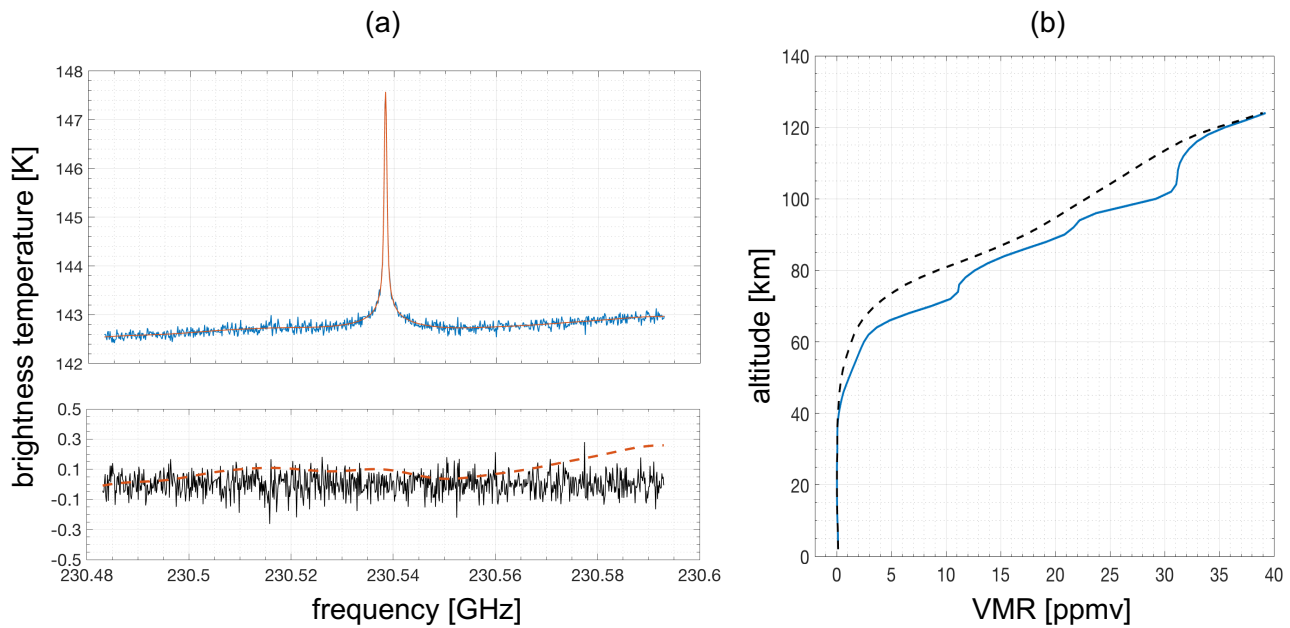 (a)
148
147
146
145
144
143
142
brightness temperature [K]
0.5
0.3
0.1
-0.1
-0.3
-0.5
230.48 230.5 230.52 230.54 230.56 230.58 230.6
frequency [GHz]
(b)
140
120
100
80
60
40
20
0
altitude [km]
0 5 10 15 20 25 30 35 40
VMR [ppmv]